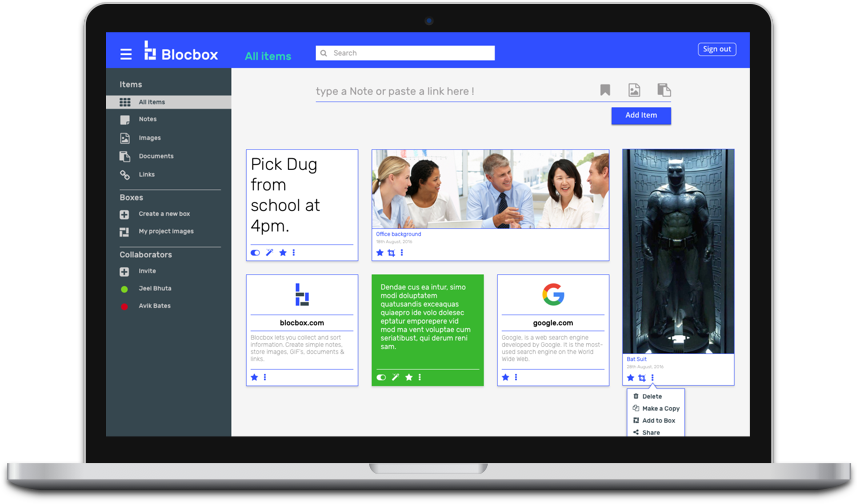 Blocbox
All items
Search
Sign out
Items
All items
Notes
Images
Documents
Links
Boxes
Create a new box
My project Images
Collaborators
Invite
Jeel Bhuta
Avik Bates
type a Note or paste a link here !
Add Item
Pick Dug
from
school at
4pm.
Office background
18th August, 2016
blocbox.com
Blocbox lets you collect and sort
information. Create simple notes,
store images, GIF's, documents &
links.
Dendae cus ea intur, simo
modi doluptatem
quatusandis exceaquas
quiaepro ide volo dolesec
eptatur emporepere vid
mod ma vent voluptae cum
seriatibust, qui derum reni
sam.
google.com
Google, is a web search engine
developed by Google. It is the most-
used search engine on the World
Wide Web.
Bat Suit
28th August, 2016
Delete
Make a Copy
Add to Box
Share